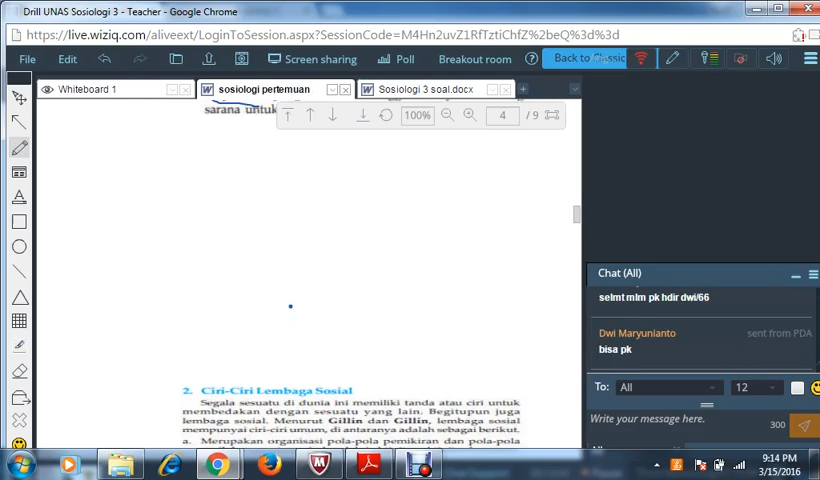 Drill UNAS Sosiologi 3 - Teacher - Google Chrome
https://live.wiziq.com/aliveext/LoginToSession.aspx?SessionCode=M4Hn2uvZ1RfTztiChfZ%2beQ%3d%3d
File Edit Screen sharing Poll Breakout room Back to Classic
Whiteboard 1 sosiologi pertemuan Sosiologi 3 soal.docx
sarana untuk
100% 4 / 9
Chat (All)
selmt mlm pk hdir dwi/66
Dwi Maryunianto sent from PDA
bisa pk
To: All 12
Write your message here. 300
2. Ciri-Ciri Lembaga Sosial
Segala sesuatu di dunia ini memiliki tanda atau ciri untuk
membedakan dengan sesuatu yang lain. Begitupun juga
lembaga sosial. Menurut Gillin dan Gillin, lembaga sosial
mempunyai ciri-ciri umum, di antaranya adalah sebagai berikut.
a. Merupakan organisasi pola-pola pemikiran dan pola-pola
9:14 PM
3/15/2016